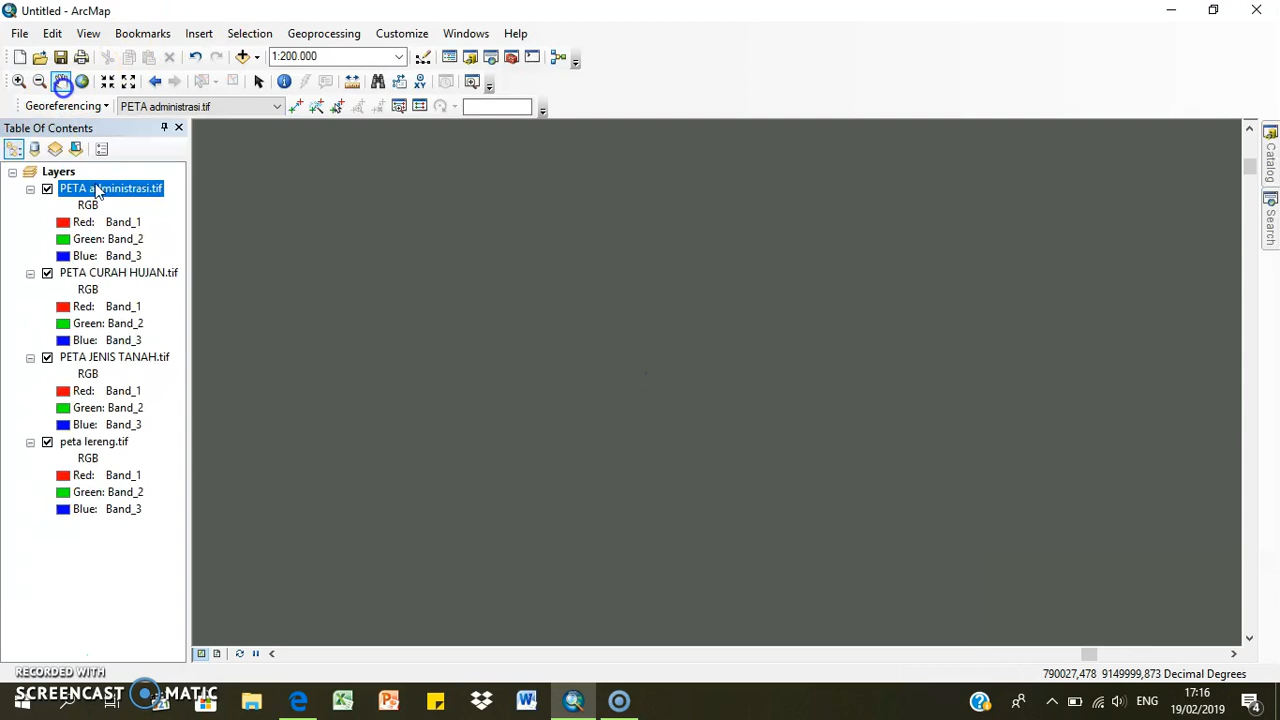 Untitled - ArcMap
File Edit View Bookmarks Insert Selection Geoprocessing Customize Windows Help
1:200.000
Georeferencing PETA administrasi.tif
Table Of Contents
Layers
PETA administrasi.tif
RGB
Red: Band_1
Green: Band_2
Blue: Band_3
PETA CURAH HUJAN.tif
RGB
Red: Band_1
Green: Band_2
Blue: Band_3
PETA JENIS TANAH.tif
RGB
Red: Band_1
Green: Band_2
Blue: Band_3
peta lereng.tif
RGB
Red: Band_1
Green: Band_2
Blue: Band_3
Catalog
Search
790027,478 9149999,873 Decimal Degrees
RECORDED WITH
SCREENCAST MATIC
ENG
17:16
19/02/2019
4